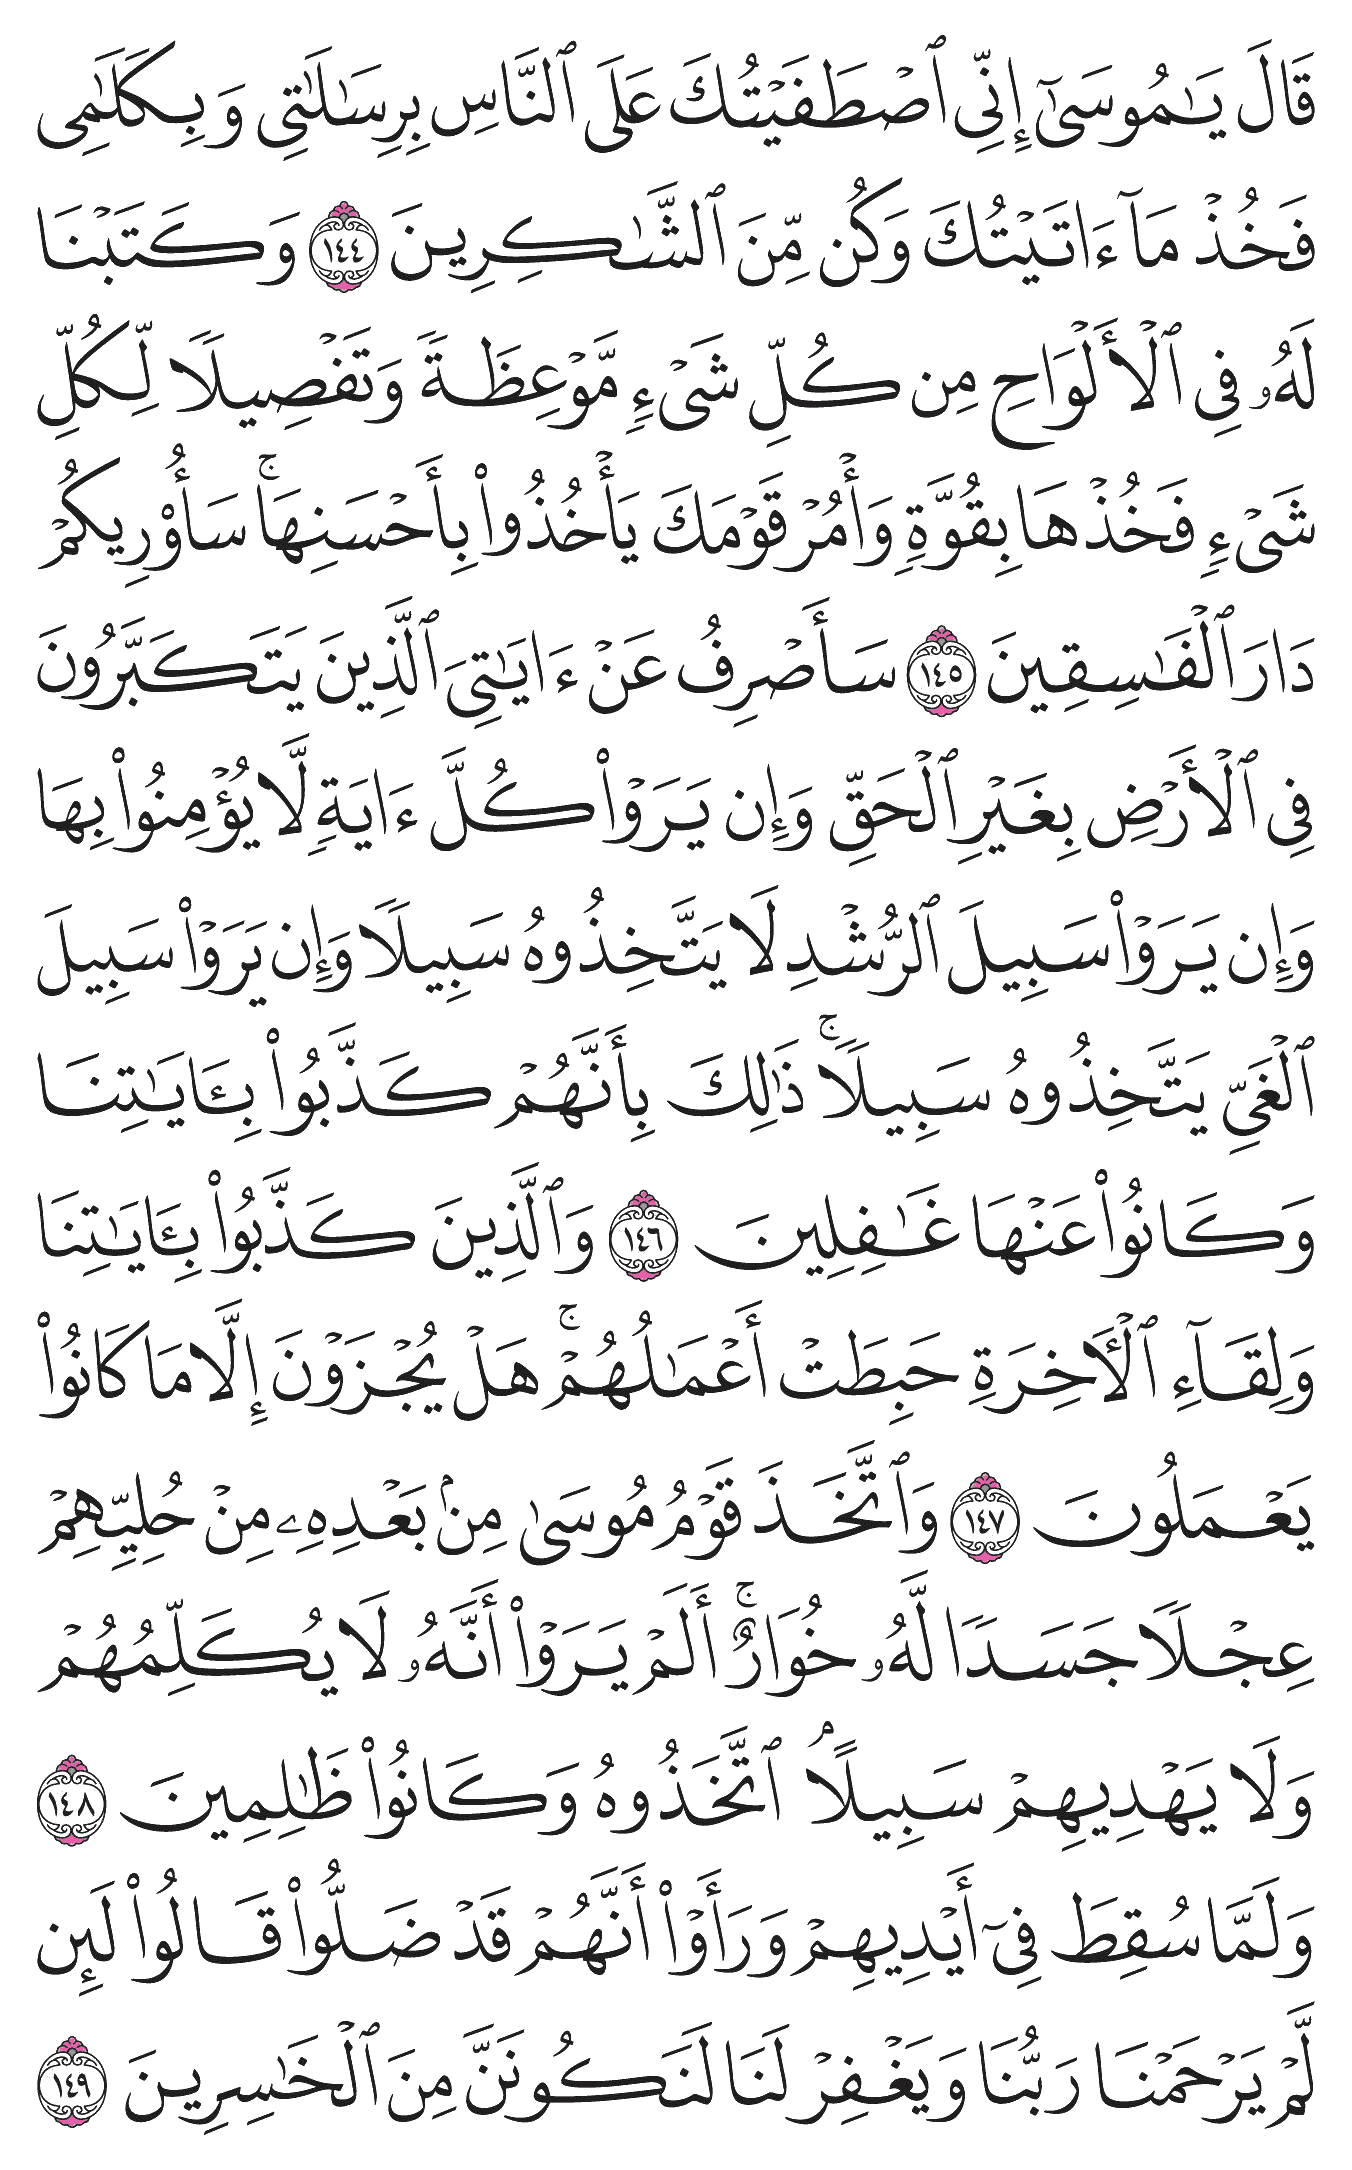 قَالَ يَـٰمُوسَىٰٓ إِنِّى ٱصْطَفَيْتُكَ عَلَى ٱلنَّاسِ بِرِسَـٰلَـٰتِى وَبِكَلَـٰمِى
فَخُذْ مَآ ءَاتَيْتُكَ وَكُن مِّنَ ٱلشَّـٰكِرِينَ ١٤٤ وَكَتَبْنَا
لَهُۥ فِى ٱلْأَلْوَاحِ مِن كُلِّ شَىْءٍ مَّوْعِظَةً وَتَفْصِيلًا لِّكُلِّ
شَىْءٍ فَخُذْهَا بِقُوَّةٍ وَأْمُرْ قَوْمَكَ يَأْخُذُوا۟ بِأَحْسَنِهَا ۚ سَأُو۟رِيكُمْ
دَارَ ٱلْفَـٰسِقِينَ ١٤٥ سَأَصْرِفُ عَنْ ءَايَـٰتِىَ ٱلَّذِينَ يَتَكَبَّرُونَ
فِى ٱلْأَرْضِ بِغَيْرِ ٱلْحَقِّ وَإِن يَرَوْا۟ كُلَّ ءَايَةٍ لَّا يُؤْمِنُوا۟ بِهَا
وَإِن يَرَوْا۟ سَبِيلَ ٱلرُّشْدِ لَا يَتَّخِذُوهُ سَبِيلًا وَإِن يَرَوْا۟ سَبِيلَ
ٱلْغَىِّ يَتَّخِذُوهُ سَبِيلًا ۚ ذَٰلِكَ بِأَنَّهُمْ كَذَّبُوا۟ بِـَٔايَـٰتِنَا
وَكَانُوا۟ عَنْهَا غَـٰفِلِينَ ١٤٦ وَٱلَّذِينَ كَذَّبُوا۟ بِـَٔايَـٰتِنَا
وَلِقَآءِ ٱلْـَٔاخِرَةِ حَبِطَتْ أَعْمَـٰلُهُمْ ۚ هَلْ يُجْزَوْنَ إِلَّا مَا كَانُوا۟
يَعْمَلُونَ ١٤٧ وَٱتَّخَذَ قَوْمُ مُوسَىٰ مِنۢ بَعْدِهِۦ مِنْ حُلِيِّهِمْ
عِجْلًا جَسَدًا لَّهُۥ خُوَارٌ ۚ أَلَمْ يَرَوْا۟ أَنَّهُۥ لَا يُكَلِّمُهُمْ
وَلَا يَهْدِيهِمْ سَبِيلًا ۘ ٱتَّخَذُوهُ وَكَانُوا۟ ظَـٰلِمِينَ ١٤٨
وَلَمَّا سُقِطَ فِىٓ أَيْدِيهِمْ وَرَأَوْا۟ أَنَّهُمْ قَدْ ضَلُّوا۟ قَالُوا۟ لَئِن
لَّمْ يَرْحَمْنَا رَبُّنَا وَيَغْفِرْ لَنَا لَنَكُونَنَّ مِنَ ٱلْخَـٰسِرِينَ ١٤٩